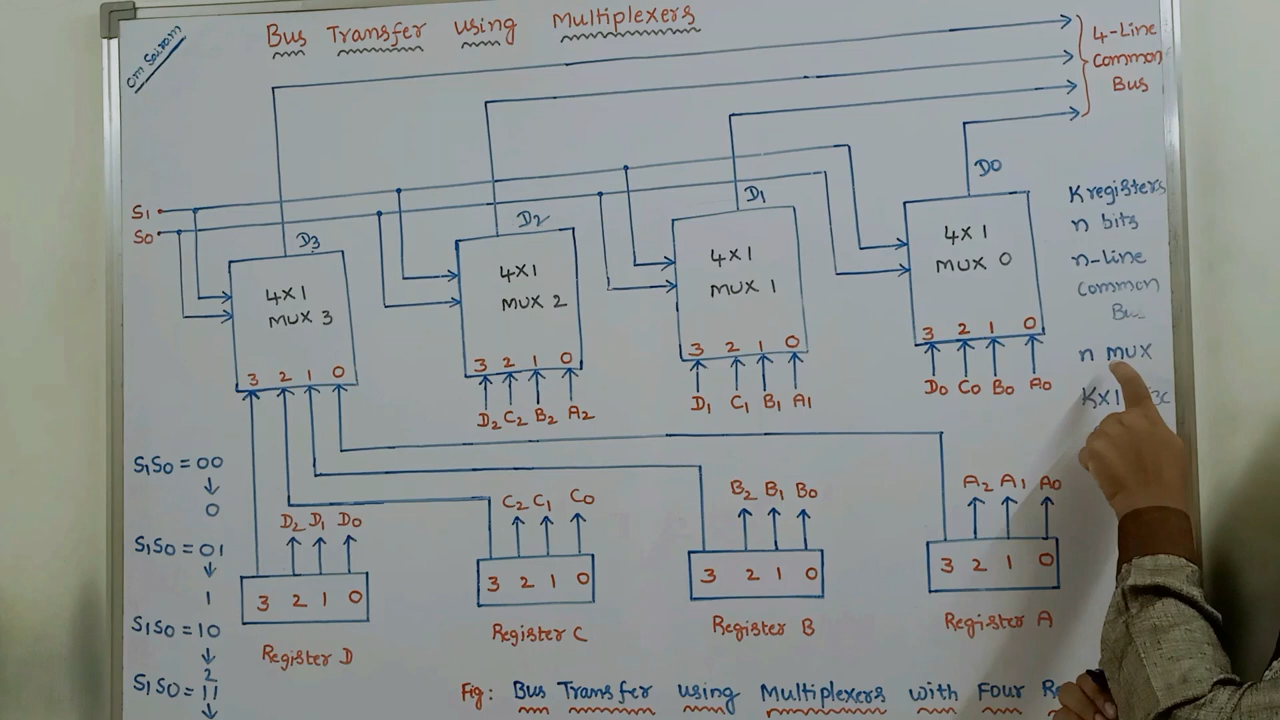 Om Sairam
Bus Transfer using Multiplexers
4-Line
Common
Bus
S1
S0
D3
D2
D1
D0
4X1
MUX 3
4X1
MUX 2
4X1
MUX 1
4X1
MUX 0
3 2 1 0
3 2 1 0
3 2 1 0
3 2 1 0
D2 C2 B2 A2
D1 C1 B1 A1
D0 C0 B0 A0
K registers
n bits
n-line
common
n MUX
KX1
S1S0 = 00
0
S1S0 = 01
1
S1S0 = 10
2
S1S0 = 11
D2 D1 D0
C2 C1 C0
B2 B1 B0
A2 A1 A0
3 2 1 0
3 2 1 0
3 2 1 0
3 2 1 0
Register D
Register C
Register B
Register A
Fig: Bus Transfer using Multiplexers with Four